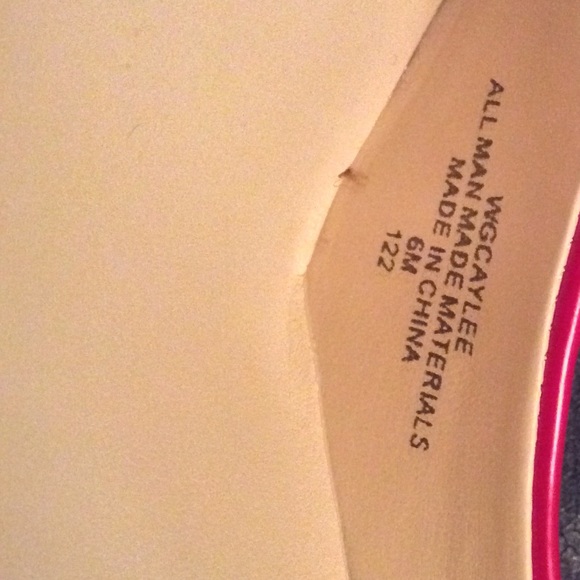 WGCAYLEE
ALL MAN MADE MATERIALS
MADE IN CHINA
6M
122